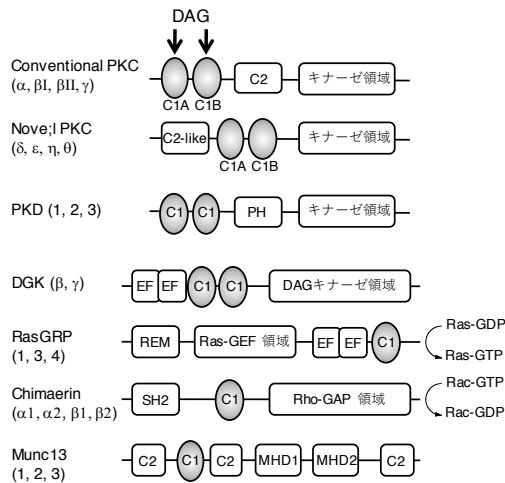 DAG
Conventional PKC
(α, βI, βII, γ)
C2
キナーゼ領域
C1A C1B
Nove;l PKC
(δ, ε, η, θ)
C2-like
キナーゼ領域
C1A C1B
PKD (1, 2, 3)
C1 C1 PH キナーゼ領域
DGK (β, γ)
EF EF C1 C1 DAGキナーゼ領域
RasGRP
(1, 3, 4)
REM Ras-GEF 領域 EF EF C1
Ras-GDP
Ras-GTP
Chimaerin
(α1, α2, β1, β2)
SH2 C1 Rho-GAP 領域
Rac-GTP
Rac-GDP
Munc13
(1, 2, 3)
C2 C1 C2 MHD1 MHD2 C2